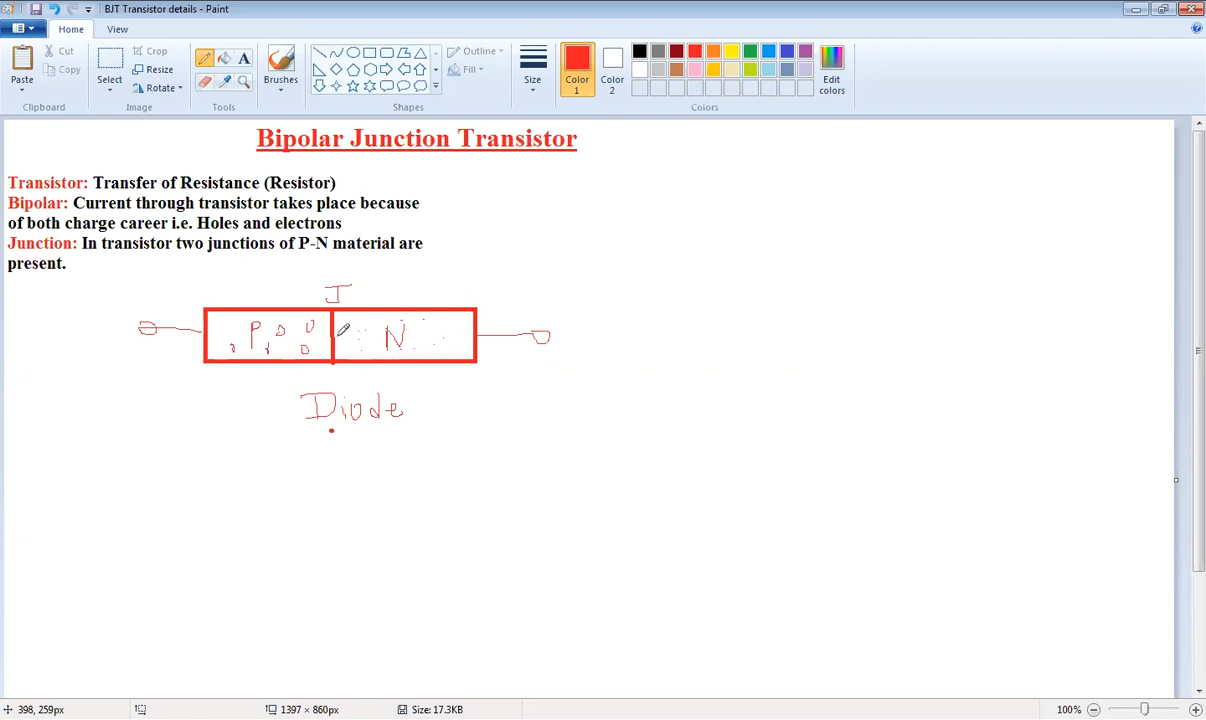 BJT Transistor details - Paint
Home View
Paste
Cut
Copy
Clipboard
Select
Crop
Resize
Rotate
Image
A
Tools
Brushes
Outline
Fill
Shapes
Size
Color 1
Color 2
Edit colors
Colors
Bipolar Junction Transistor
Transistor: Transfer of Resistance (Resistor)
Bipolar: Current through transistor takes place because
of both charge career i.e. Holes and electrons
Junction: In transistor two junctions of P-N material are
present.
J
P N
Diode
398, 259px 1397 × 860px Size: 17.3KB 100%